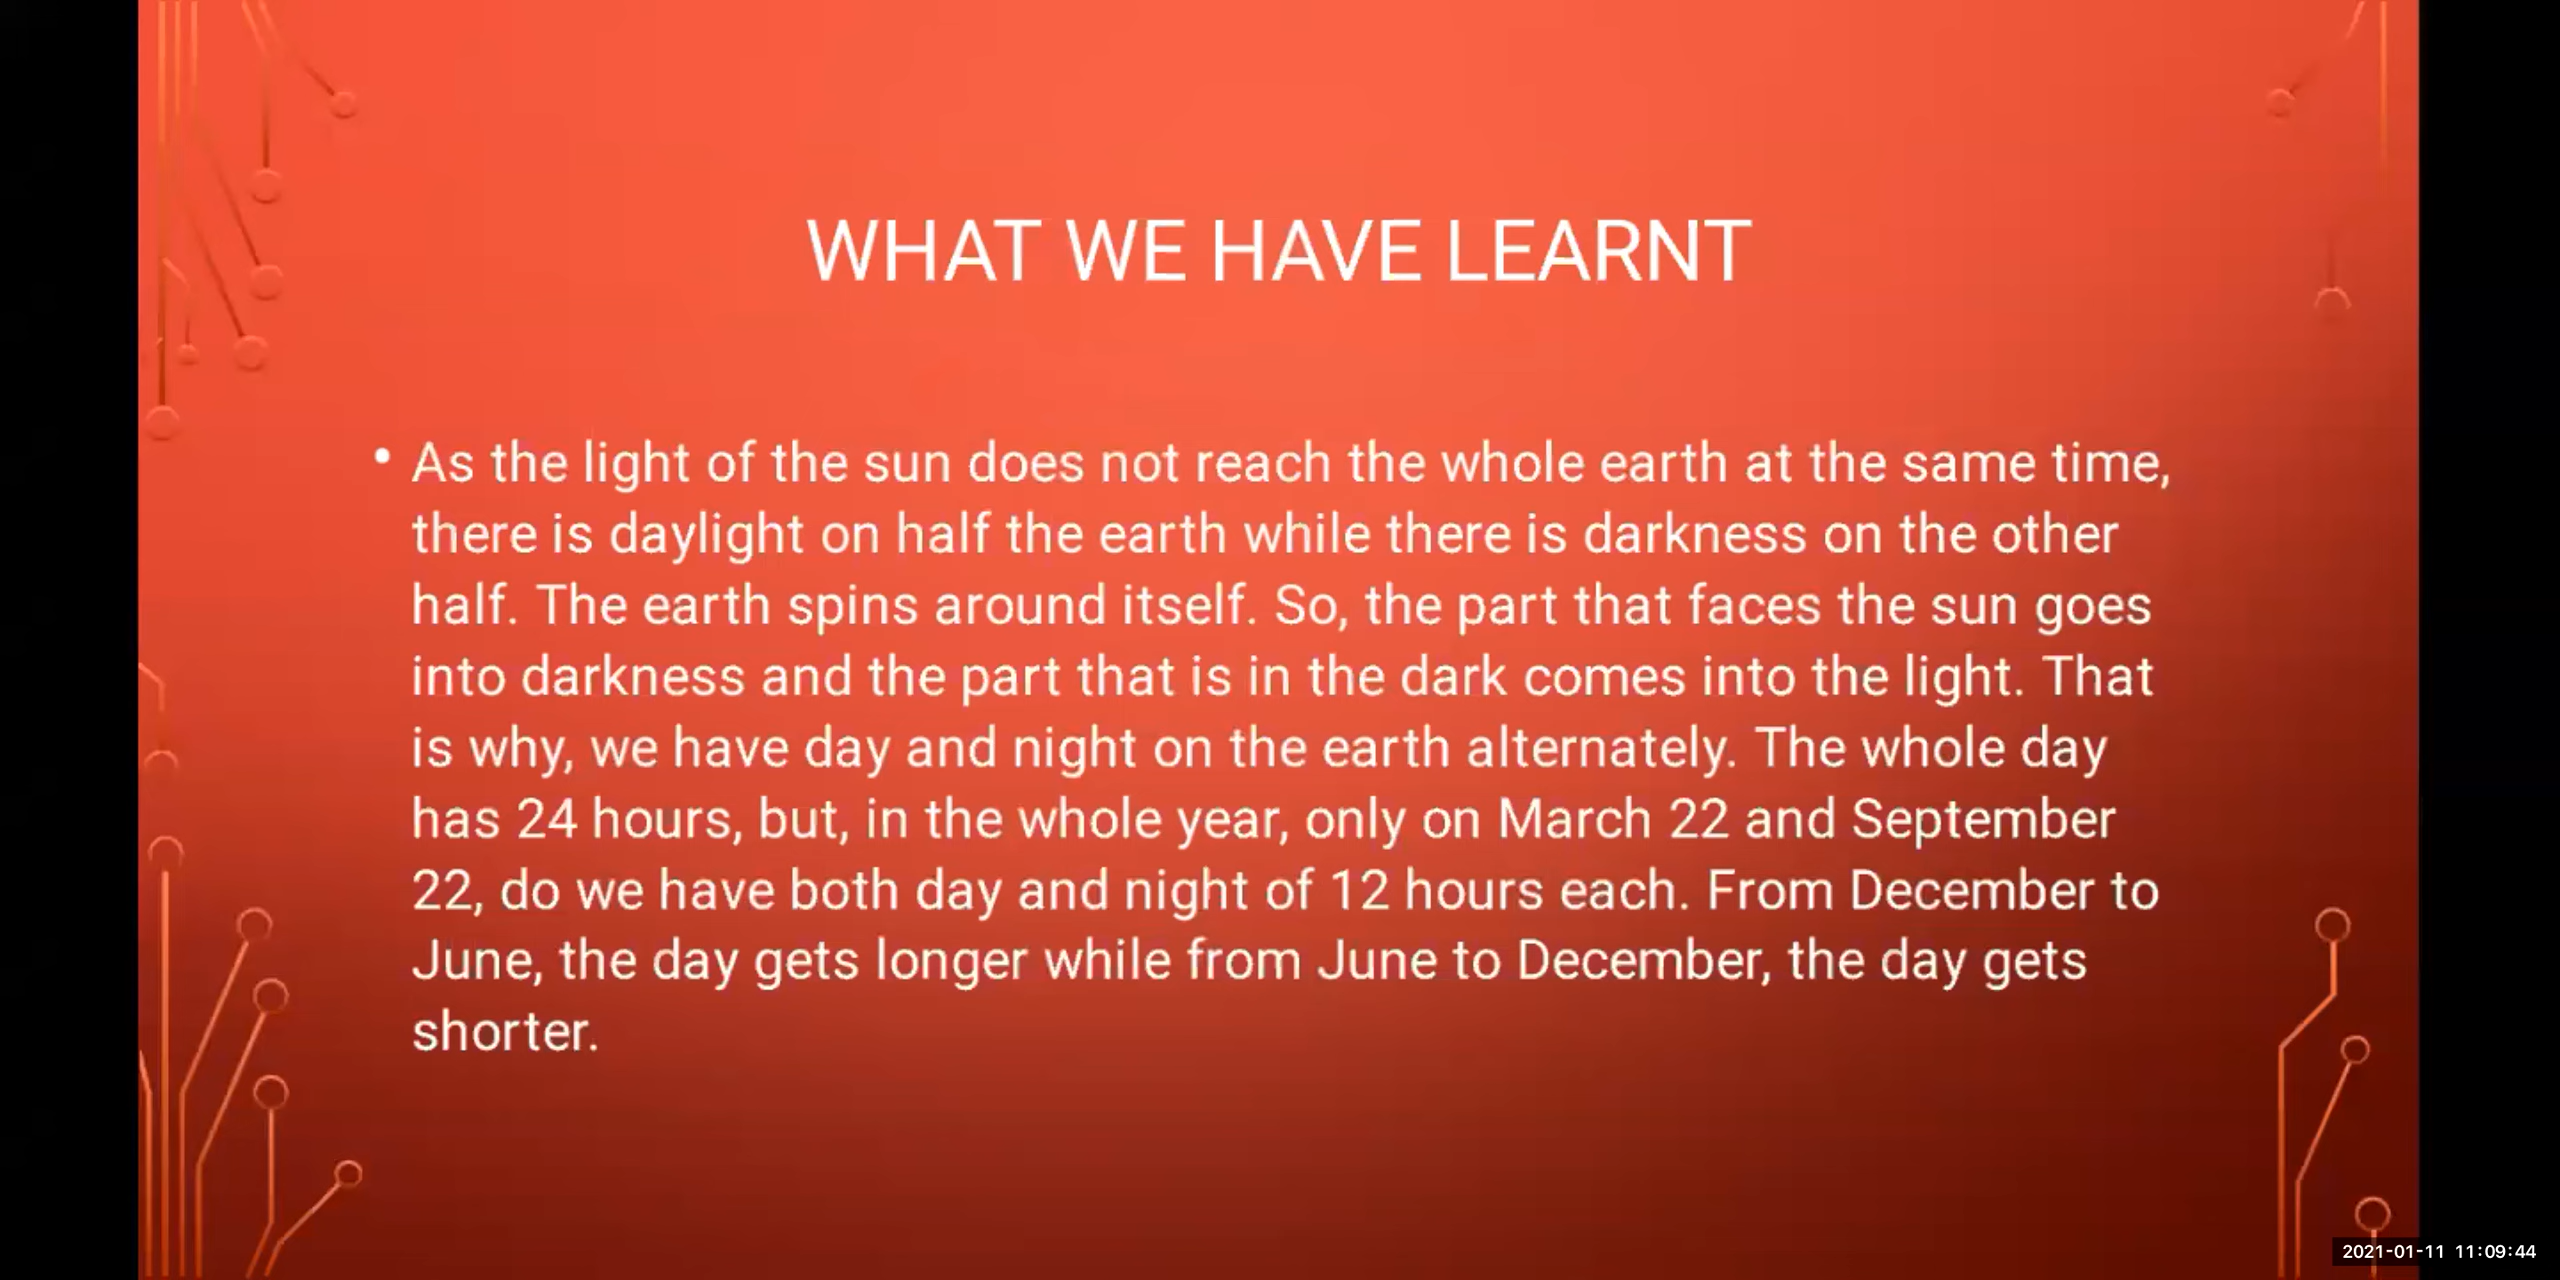 WHAT WE HAVE LEARNT
• As the light of the sun does not reach the whole earth at the same time,
there is daylight on half the earth while there is darkness on the other
half. The earth spins around itself. So, the part that faces the sun goes
into darkness and the part that is in the dark comes into the light. That
is why, we have day and night on the earth alternately. The whole day
has 24 hours, but, in the whole year, only on March 22 and September
22, do we have both day and night of 12 hours each. From December to
June, the day gets longer while from June to December, the day gets
shorter.
2021-01-11 11:09:44